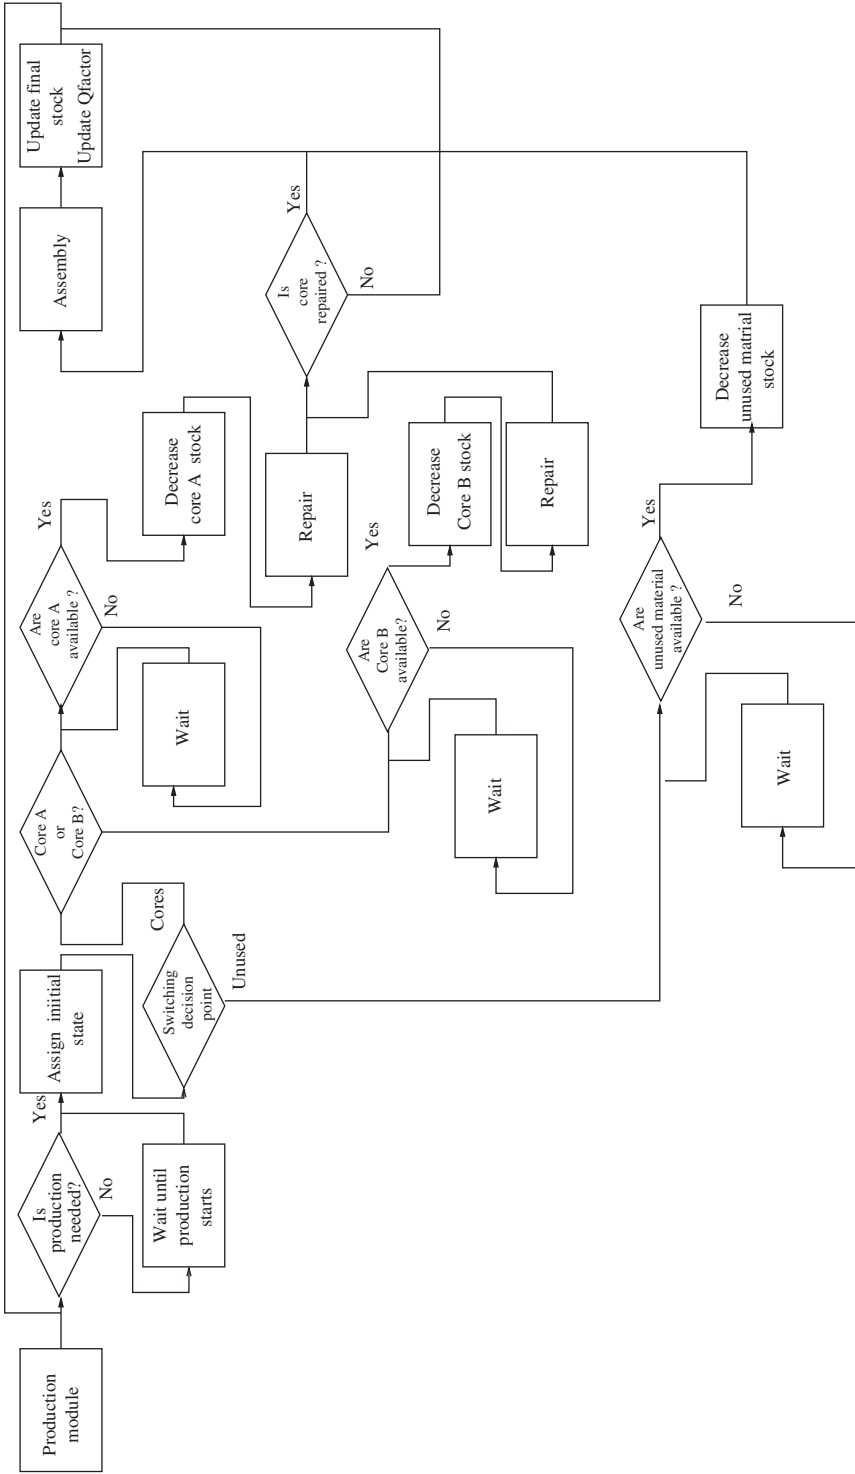 Production
module
Is
production
needed?
Yes
No
Wait until
production
starts
Assign iniitial
state
Switching
decision
point
Cores
Unused
Core A
or
Core B?
Are
core A
available ?
Yes
No
Wait
Decrease
core A stock
Repair
Are
Core B
available?
Yes
No
Wait
Decrease
Core B stock
Repair
Is
core
repaired ?
Yes
No
Are
unused material
available ?
Yes
No
Wait
Decrease
unused matrial
stock
Assembly
Update final
stock
Update Qfactor